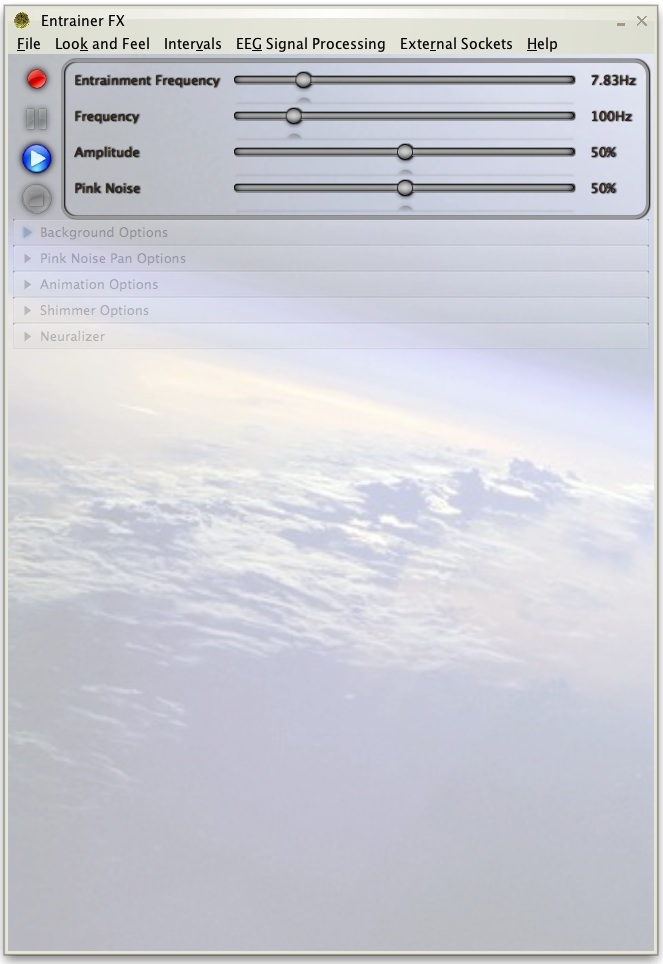 Entrainer FX
File Look and Feel Intervals EEG Signal Processing External Sockets Help
Entrainment Frequency 7.83Hz
Frequency 100Hz
Amplitude 50%
Pink Noise 50%
Background Options
Pink Noise Pan Options
Animation Options
Shimmer Options
Neuralizer